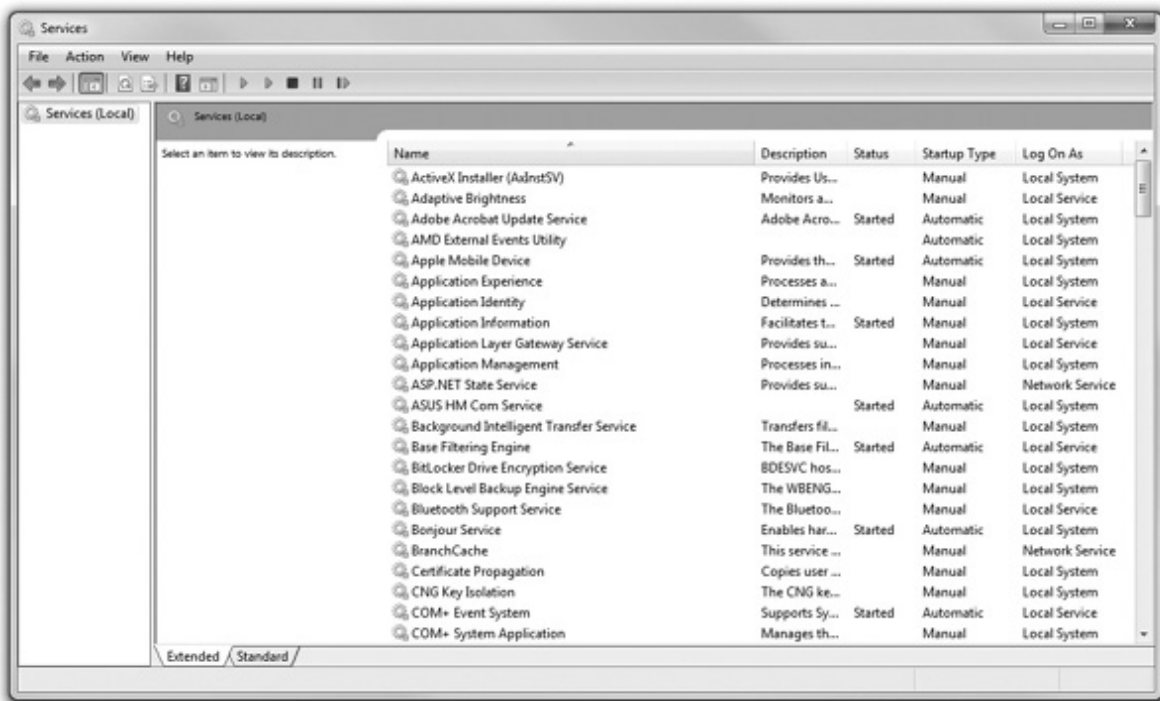 Services
File Action View Help
Services (Local)
Services (Local)
Select an item to view its description.
Name Description Status Startup Type Log On As
ActiveX Installer (AxInstSV) Provides Us... Manual Local System
Adaptive Brightness Monitors a... Manual Local Service
Adobe Acrobat Update Service Adobe Acro... Started Automatic Local System
AMD External Events Utility Automatic Local System
Apple Mobile Device Provides th... Started Automatic Local System
Application Experience Processes a... Manual Local System
Application Identity Determines ... Manual Local Service
Application Information Facilitates t... Started Manual Local System
Application Layer Gateway Service Provides su... Manual Local Service
Application Management Processes in... Manual Local System
ASP.NET State Service Provides su... Manual Network Service
ASUS HM Com Service Started Automatic Local System
Background Intelligent Transfer Service Transfers fil... Manual Local System
Base Filtering Engine The Base Fil... Started Automatic Local Service
BitLocker Drive Encryption Service BDESVC hos... Manual Local System
Block Level Backup Engine Service The WBENG... Manual Local System
Bluetooth Support Service The Bluetoo... Manual Local Service
Bonjour Service Enables har... Started Automatic Local System
BranchCache This service ... Manual Network Service
Certificate Propagation Copies user ... Manual Local System
CNG Key Isolation The CNG ke... Manual Local System
COM+ Event System Supports Sy... Started Automatic Local Service
COM+ System Application Manages th... Manual Local System
Extended Standard